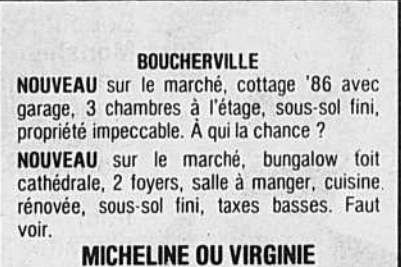 BOUCHERVILLE
NOUVEAU sur le marché, cottage '86 avec
garage, 3 chambres à l'étage, sous-sol fini,
propriété impeccable. À qui la chance ?
NOUVEAU sur le marché, bungalow toit
cathédrale, 2 foyers, salle à manger, cuisine
rénovée, sous-sol fini, taxes basses. Faut
voir.
MICHELINE OU VIRGINIE